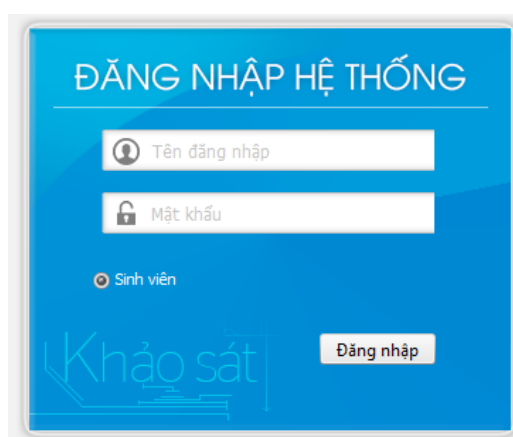 ĐĂNG NHẬP HỆ THỐNG
Tên đăng nhập
Mật khẩu
Sinh viên
Khảo sát
Đăng nhập